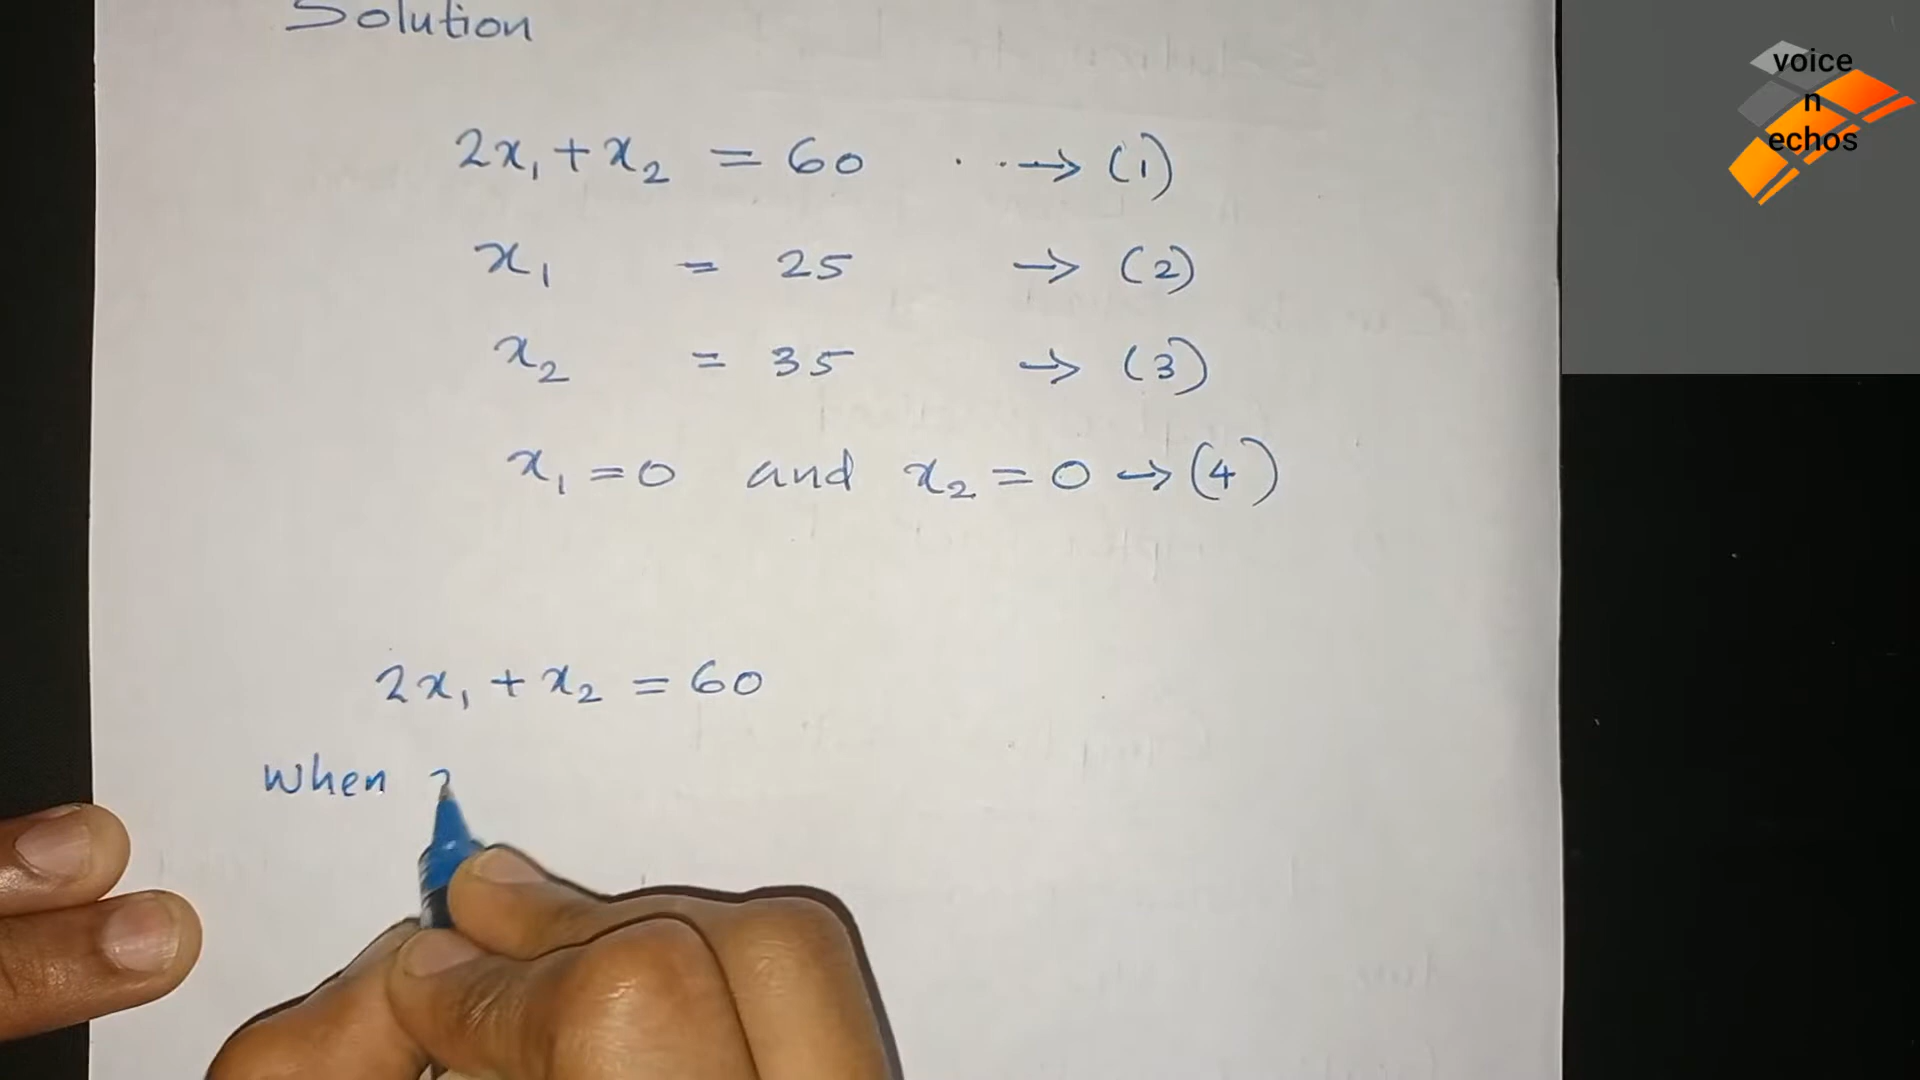 Solution
2x₁ + x₂ = 60 ...→ (1)
x₁ = 25 → (2)
x₂ = 35 → (3)
x₁ = 0 and x₂ = 0 → (4)
2x₁ + x₂ = 60
When
voice
n
echos